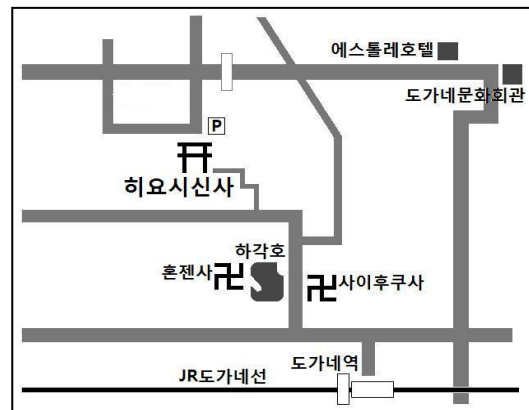 에스톨레호텔
도가네문화회관
P
히요시신사
하각호
혼젠사
사이후쿠사
도가네역
JR도가네선